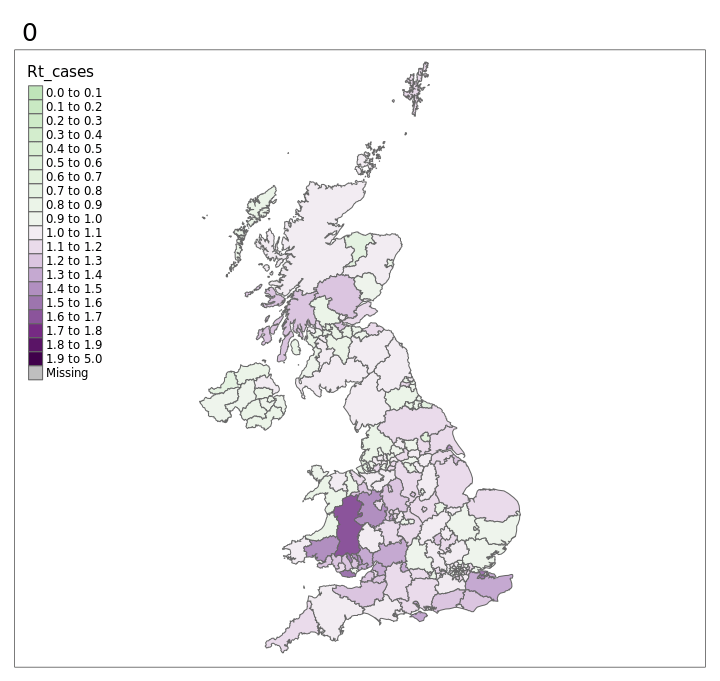 0
Rt_cases
0.0 to 0.1
0.1 to 0.2
0.2 to 0.3
0.3 to 0.4
0.4 to 0.5
0.5 to 0.6
0.6 to 0.7
0.7 to 0.8
0.8 to 0.9
0.9 to 1.0
1.0 to 1.1
1.1 to 1.2
1.2 to 1.3
1.3 to 1.4
1.4 to 1.5
1.5 to 1.6
1.6 to 1.7
1.7 to 1.8
1.8 to 1.9
1.9 to 5.0
Missing